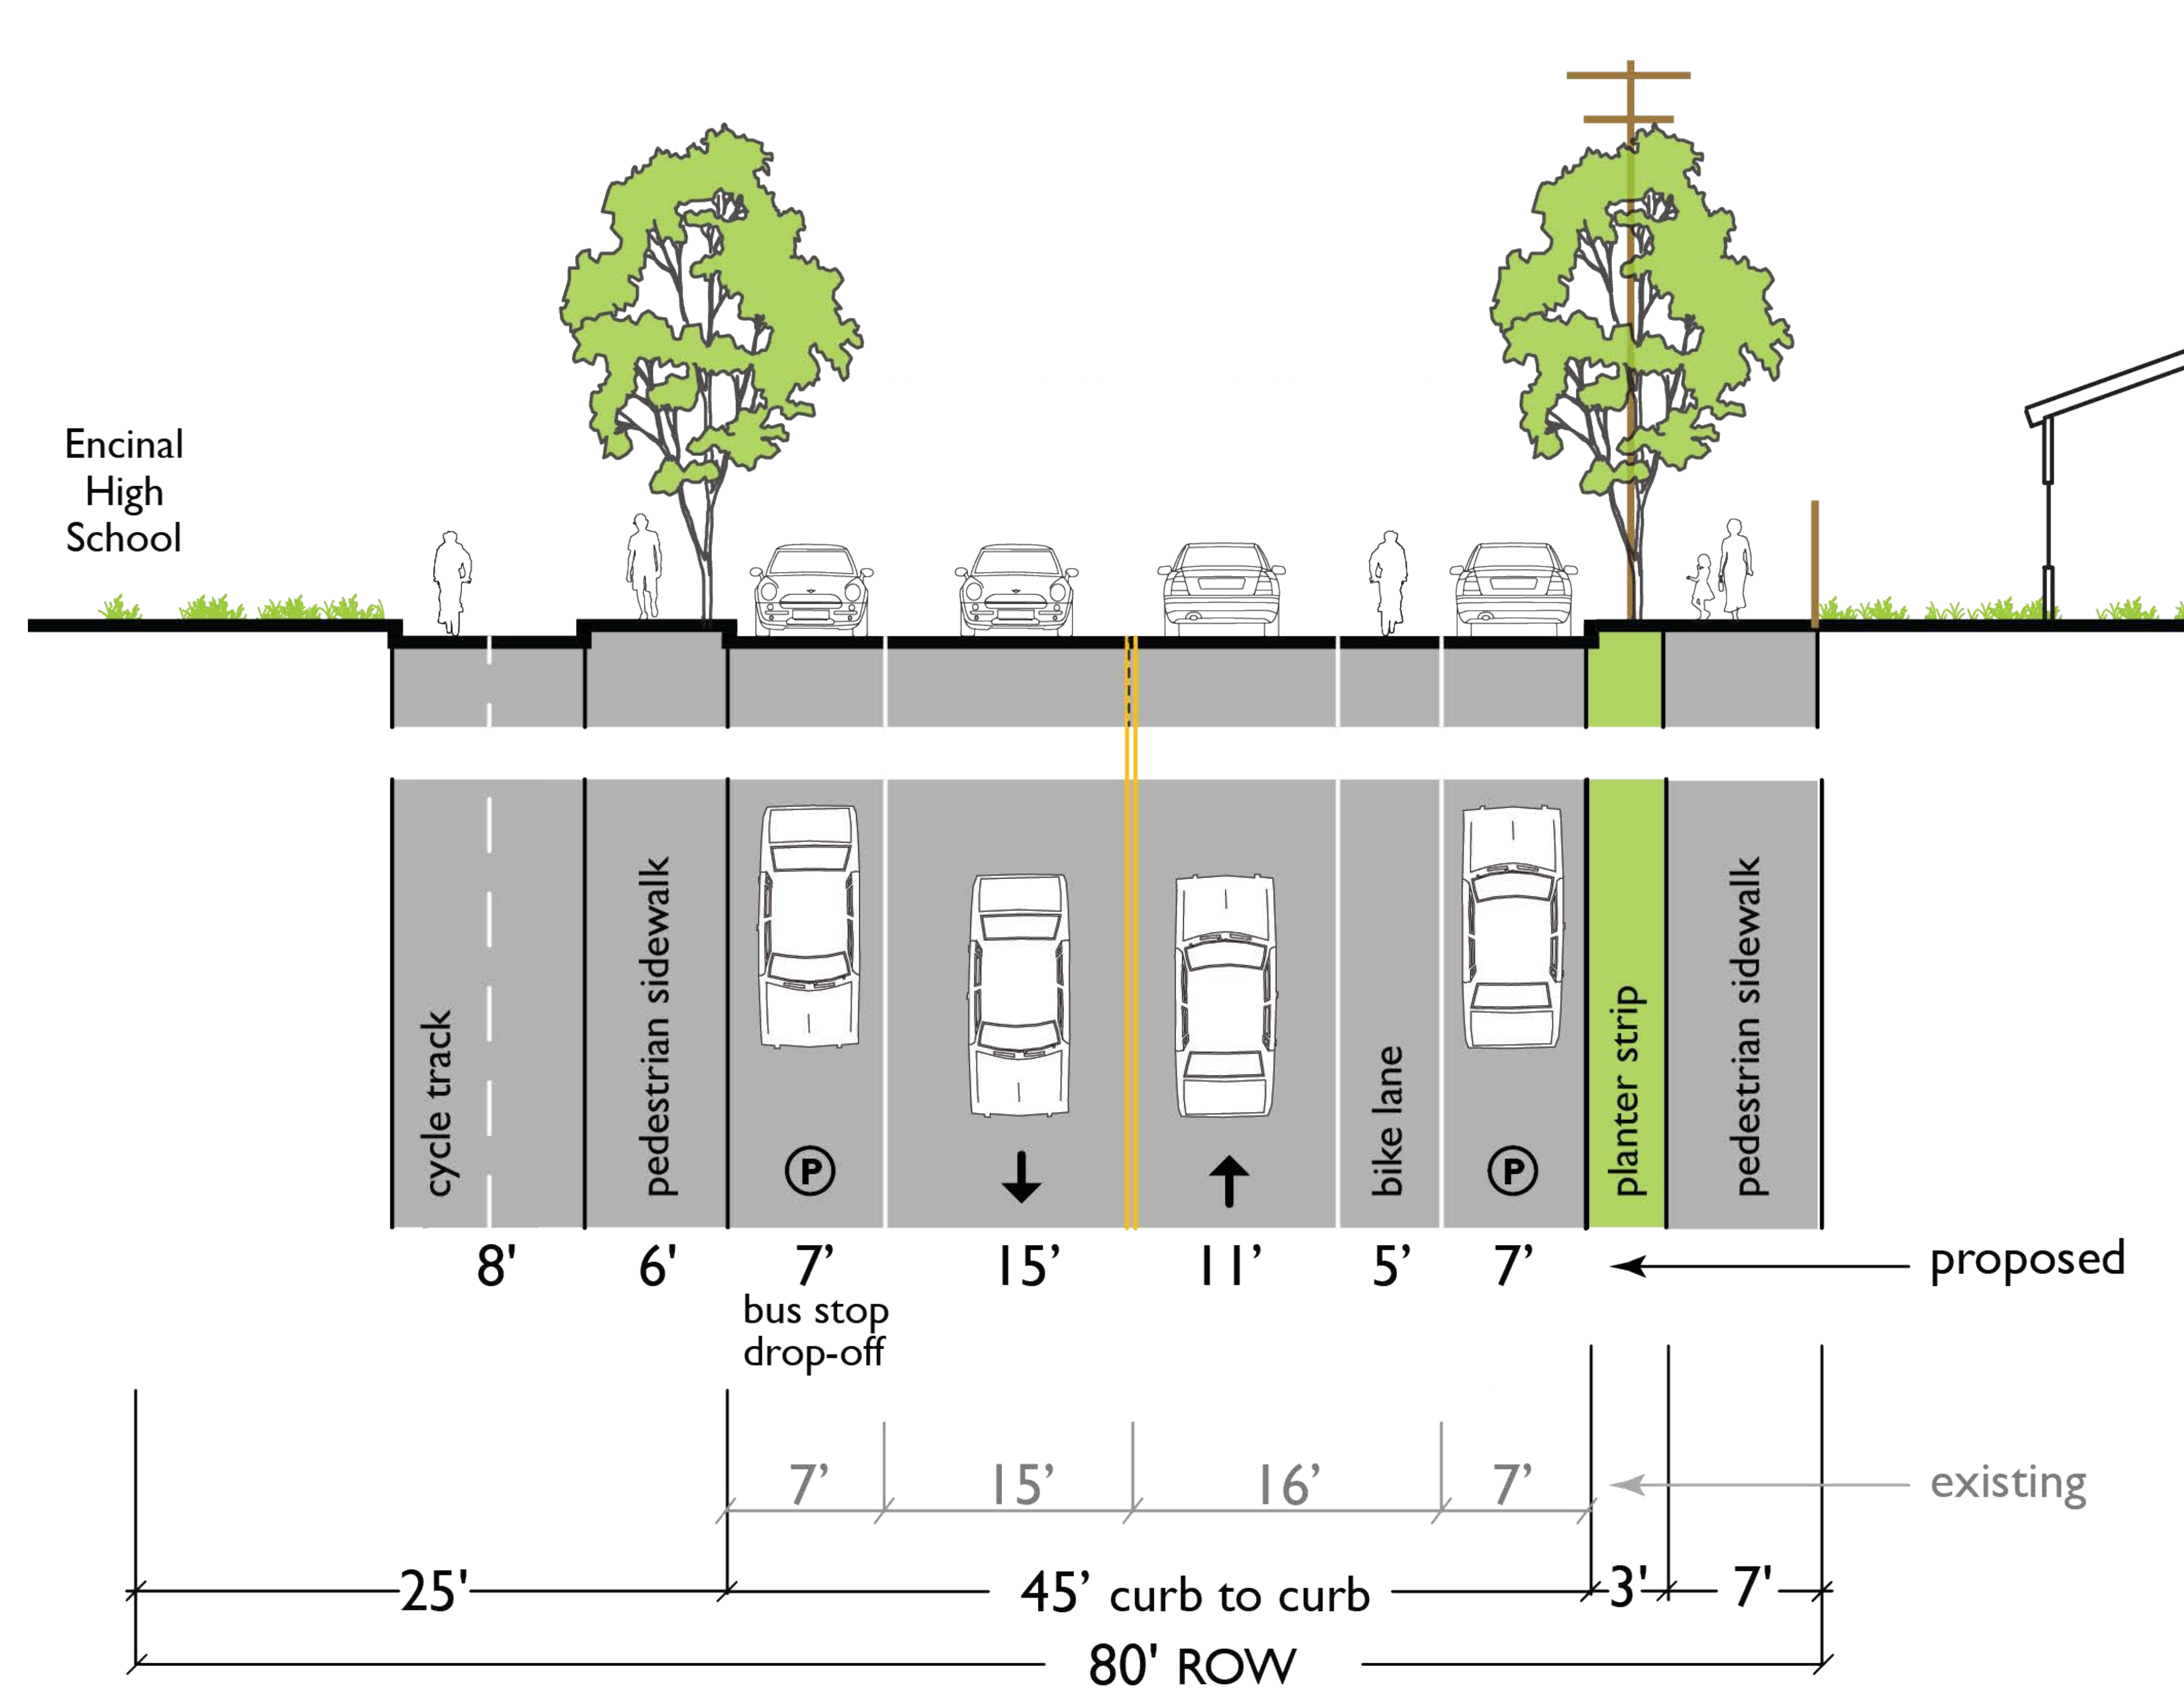 Encinal
High
School
cycle track
pedestrian sidewalk
P
bike lane
P
planter strip
pedestrian sidewalk
8' 6' 7’ 15’ 11’ 5’ 7’ proposed
bus stop
drop-off
7’ 15’ 16’ 7’ existing
25' 45’ curb to curb 3' 7'
80' ROW